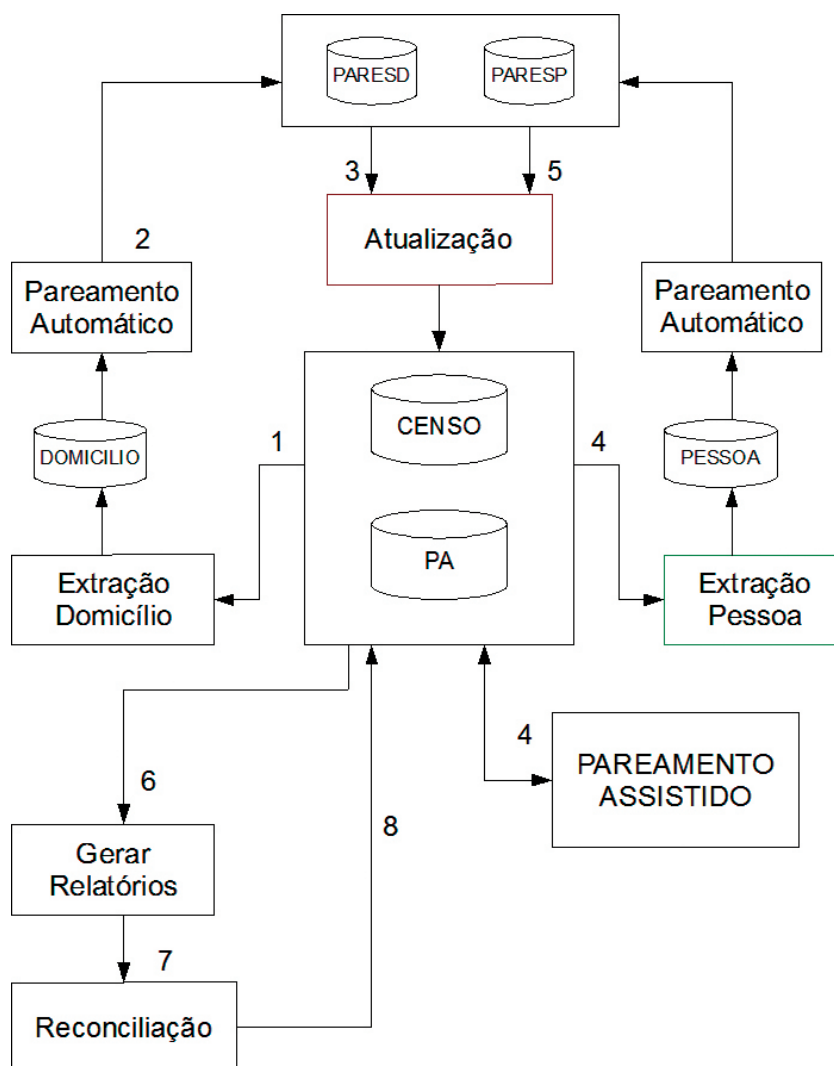 PARESD
PARESP
3
5
2
Atualização
Pareamento
Automático
Pareamento
Automático
CENSO
1
4
DOMICILIO
PESSOA
PA
Extração
Domicílio
Extração
Pessoa
4
PAREAMENTO
ASSISTIDO
6
8
Gerar
Relatórios
7
Reconciliação